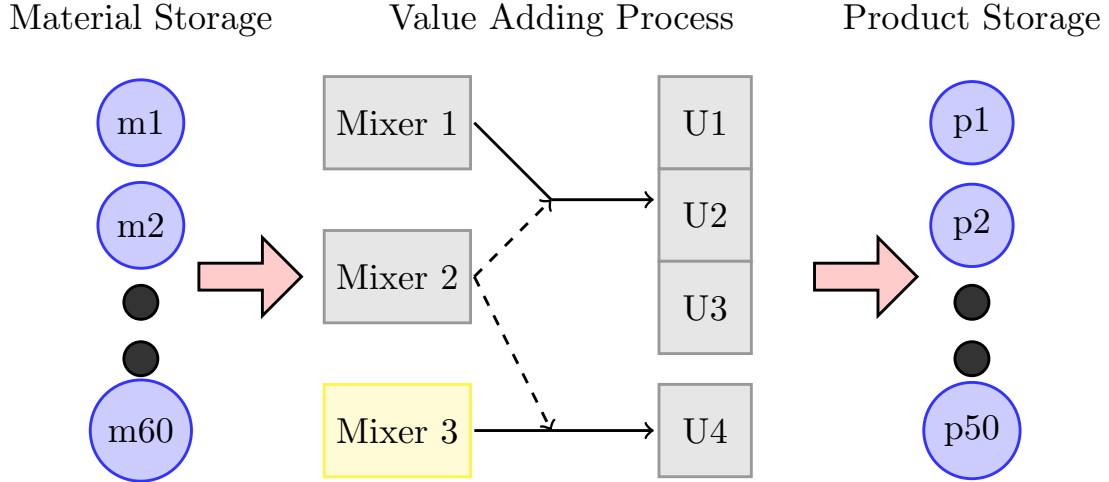 Material Storage
Value Adding Process
Product Storage
m1
m2
m60
Mixer 1
Mixer 2
Mixer 3
U1
U2
U3
U4
p1
p2
p50